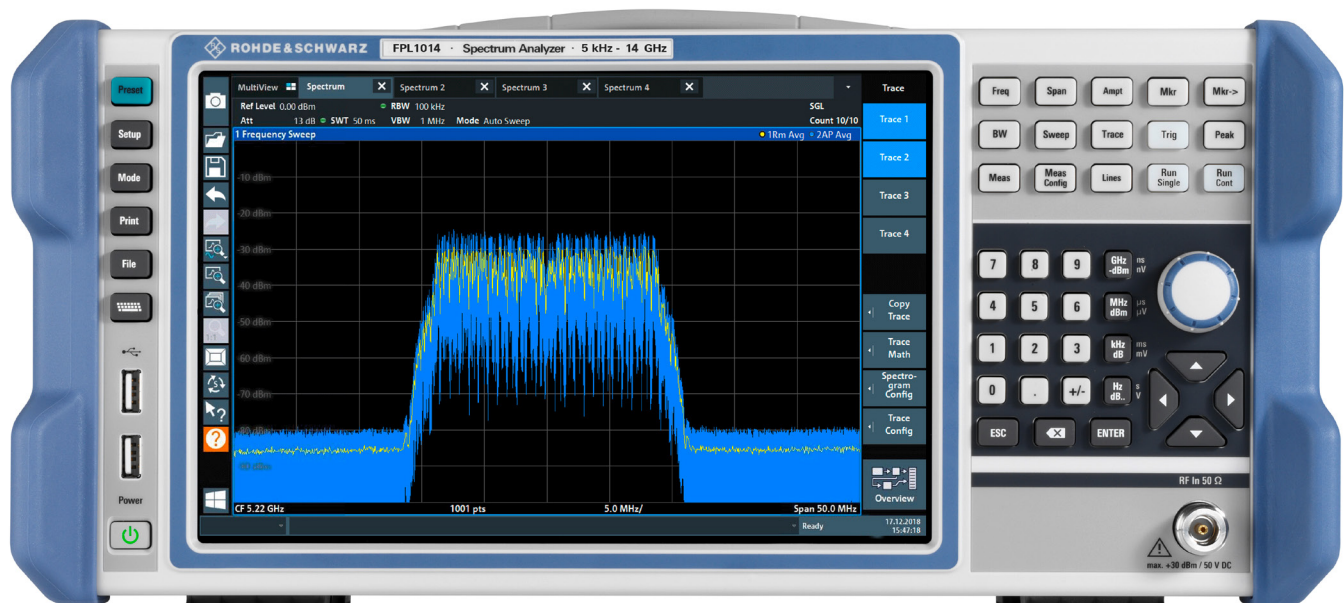 ROHDE&SCHWARZ FPL1014 · Spectrum Analyzer · 5 kHz - 14 GHz
Preset
Setup
Mode
Print
File
Power
MultiView Spectrum Spectrum 2 Spectrum 3 Spectrum 4
Ref Level 0.00 dBm RBW 100 kHz SGL
Att 13 dB SWT 50 ms VBW 1 MHz Mode Auto Sweep Count 10/10
1 Frequency Sweep 1Rm Avg 2AP Avg
-10 dBm
-20 dBm
-30 dBm
-40 dBm
-50 dBm
-60 dBm
-70 dBm
1:1
CF 5.22 GHz 1001 pts 5.0 MHz/ Span 50.0 MHz
Ready 17.12.2018
15:47:18
Trace
Trace 1
Trace 2
Trace 3
Trace 4
Copy
Trace
Trace
Math
Spectro-
gram
Config
Trace
Config
Overview
Freq Span Ampt Mkr Mkr->
BW Sweep Trace Trig Peak
Meas Meas Config Lines Run Single Run Cont
7 8 9 GHz -dBm ns nV
4 5 6 MHz dBm µs µV
1 2 3 kHz dB ms mV
0 . +/- Hz dB.. s V
ESC ENTER
RF In 50 Ω
max. +30 dBm / 50 V DC